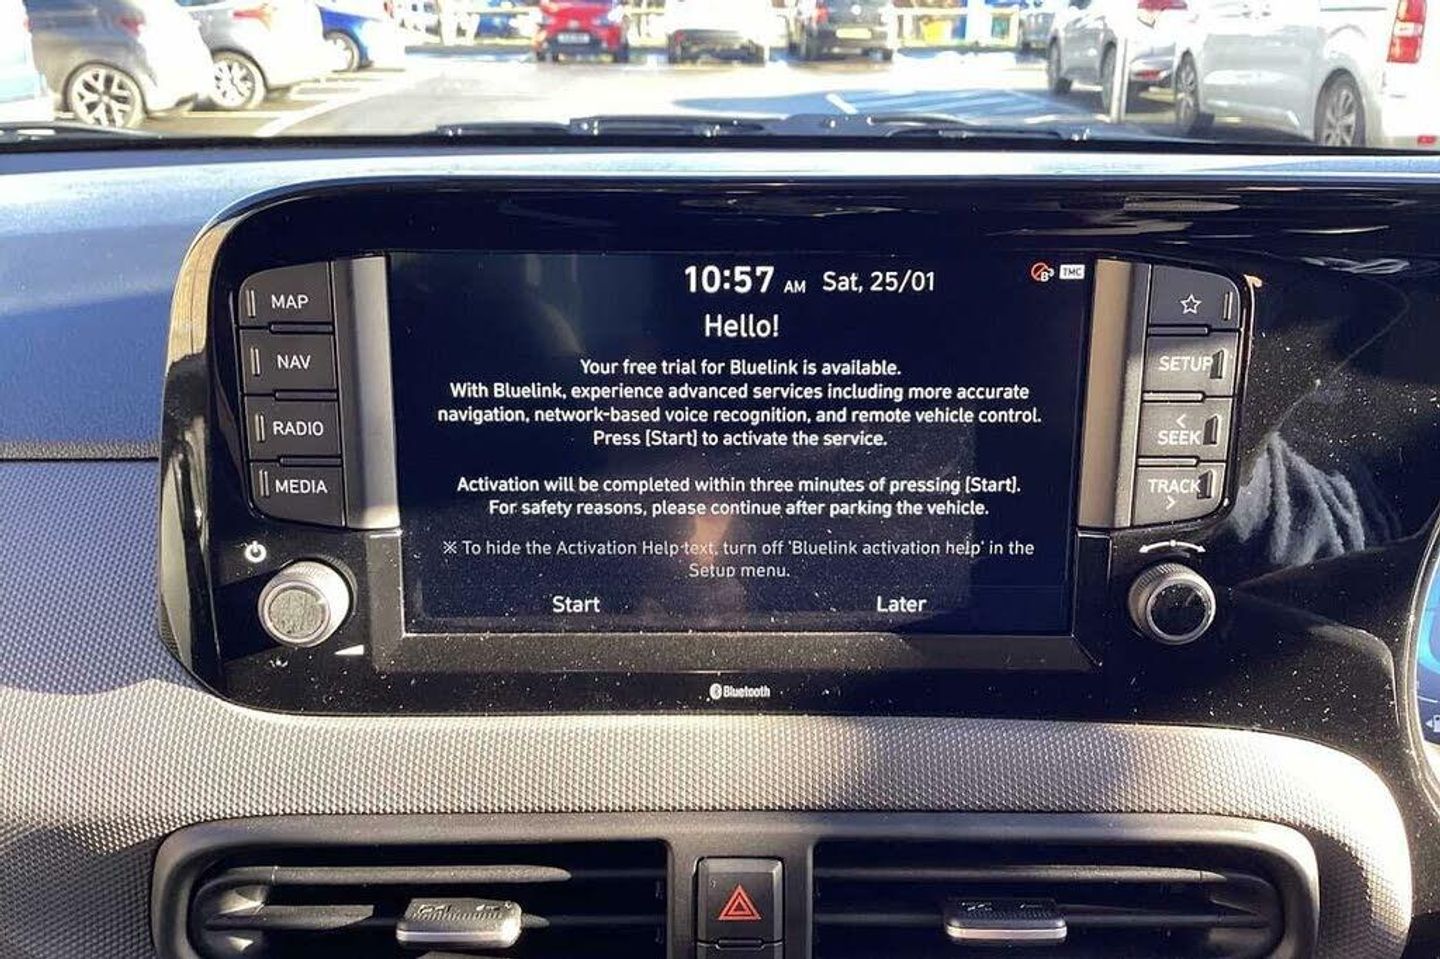 10:57 AM Sat, 25/01
TMC
Hello!
MAP
NAV
RADIO
MEDIA
Your free trial for Bluelink is available.
With Bluelink, experience advanced services including more accurate
navigation, network-based voice recognition, and remote vehicle control.
Press [Start] to activate the service.
Activation will be completed within three minutes of pressing [Start].
For safety reasons, please continue after parking the vehicle.
※ To hide the Activation Help text, turn off 'Bluelink activation help' in the
Setup menu.
Start Later
☆
SETUP
<
SEEK
TRACK
>
Bluetooth